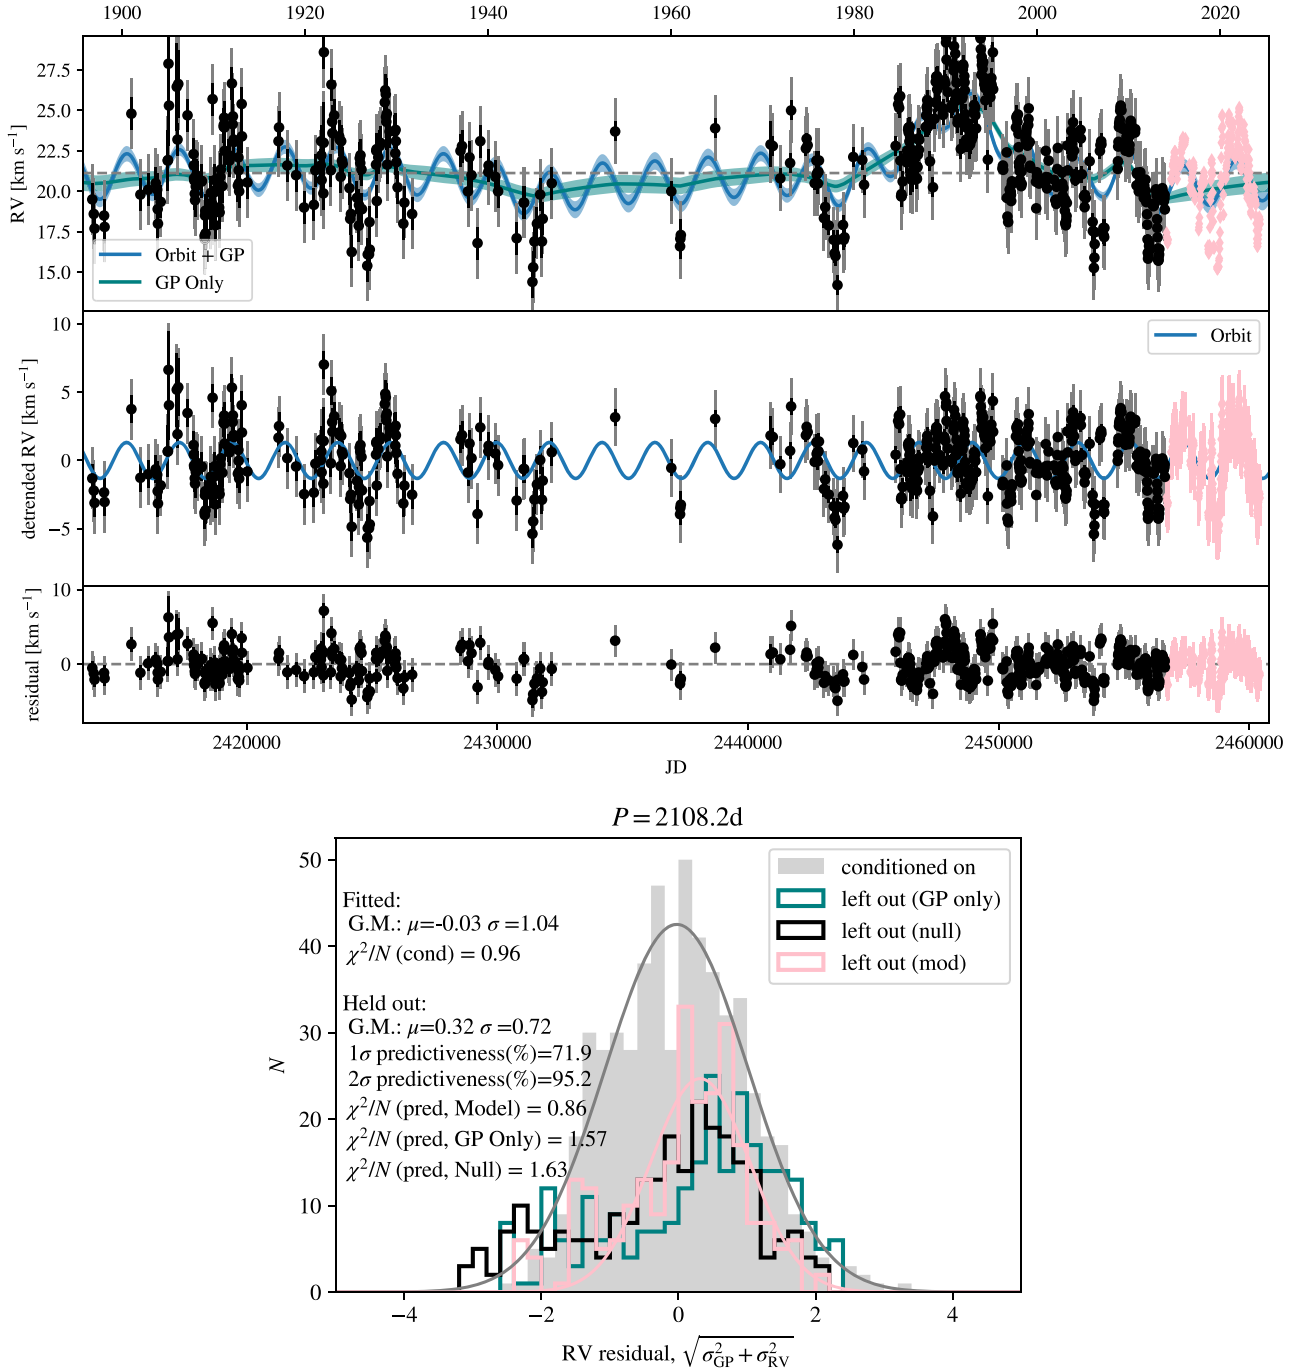 1900 1920 1940 1960 1980 2000 2020
RV [km s⁻¹]
27.5
25.0
22.5
20.0
17.5
15.0
Orbit + GP
GP Only
detrended RV [km s⁻¹]
10
5
0
−5
Orbit
residual [km s⁻¹]
10
0
2420000 2430000 2440000 2450000 2460000
JD
P = 2108.2d
N
50
40
30
20
10
0
Fitted:
G.M.: μ=-0.03 σ =1.04
χ²/N (cond) = 0.96
Held out:
G.M.: μ=0.32 σ =0.72
1σ predictiveness(%)=71.9
2σ predictiveness(%)=95.2
χ²/N (pred, Model) = 0.86
χ²/N (pred, GP Only) = 1.57
χ²/N (pred, Null) = 1.63
conditioned on
left out (GP only)
left out (null)
left out (mod)
−4 −2 0 2 4
RV residual, √(σ²_GP + σ²_RV)